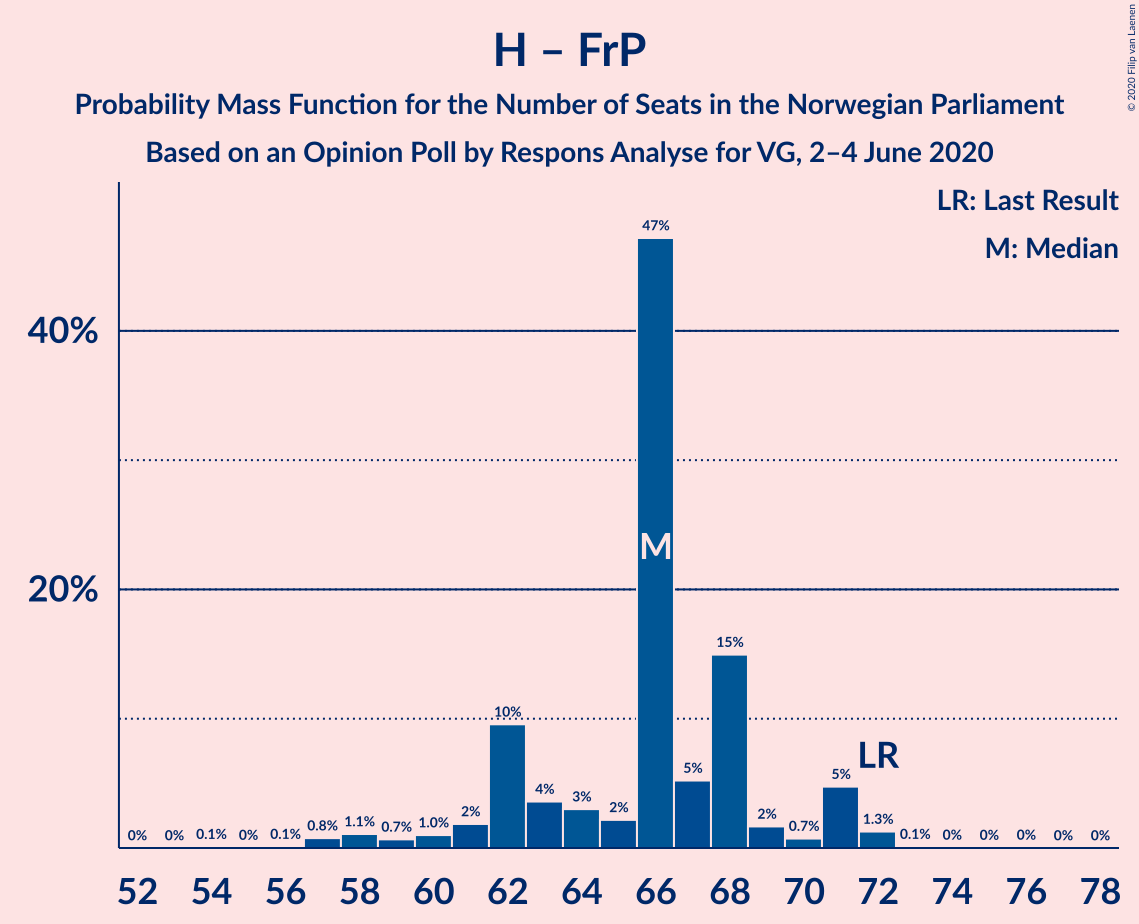 H – FrP
Probability Mass Function for the Number of Seats in the Norwegian Parliament
Based on an Opinion Poll by Respons Analyse for VG, 2–4 June 2020
© 2020 Filip van Laenen
LR: Last Result
M: Median
40%
20%
0% 0% 0.1% 0% 0.1% 0.8% 1.1% 0.7% 1.0% 2% 10% 4% 3% 2% 47% 5% 15% 2% 0.7% 5% 1.3% 0.1% 0% 0% 0% 0% 0%
M
LR
52 54 56 58 60 62 64 66 68 70 72 74 76 78